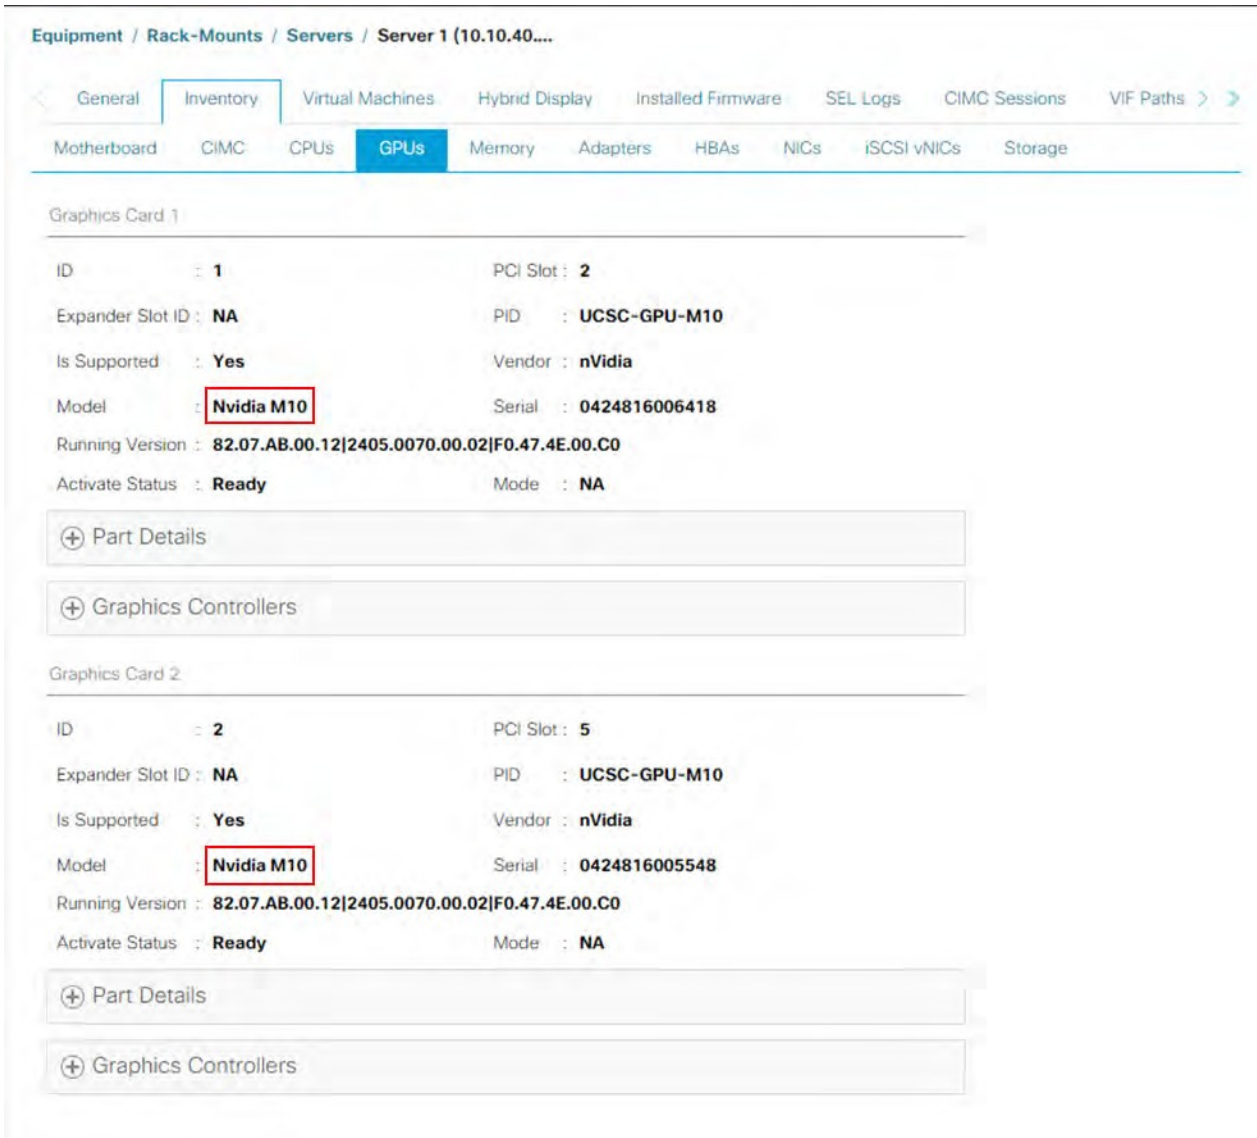 Equipment / Rack-Mounts / Servers / Server 1 (10.10.40....
General Inventory Virtual Machines Hybrid Display Installed Firmware SEL Logs CIMC Sessions VIF Paths
Motherboard CIMC CPUs GPUs Memory Adapters HBAs NICs iSCSI vNICs Storage
Graphics Card 1
ID : 1 PCI Slot : 2
Expander Slot ID : NA PID : UCSC-GPU-M10
Is Supported : Yes Vendor : nVidia
Model : Nvidia M10 Serial : 0424816006418
Running Version : 82.07.AB.00.12|2405.0070.00.02|F0.47.4E.00.C0
Activate Status : Ready Mode : NA
Part Details
Graphics Controllers
Graphics Card 2
ID : 2 PCI Slot : 5
Expander Slot ID : NA PID : UCSC-GPU-M10
Is Supported : Yes Vendor : nVidia
Model : Nvidia M10 Serial : 0424816005548
Running Version : 82.07.AB.00.12|2405.0070.00.02|F0.47.4E.00.C0
Activate Status : Ready Mode : NA
Part Details
Graphics Controllers